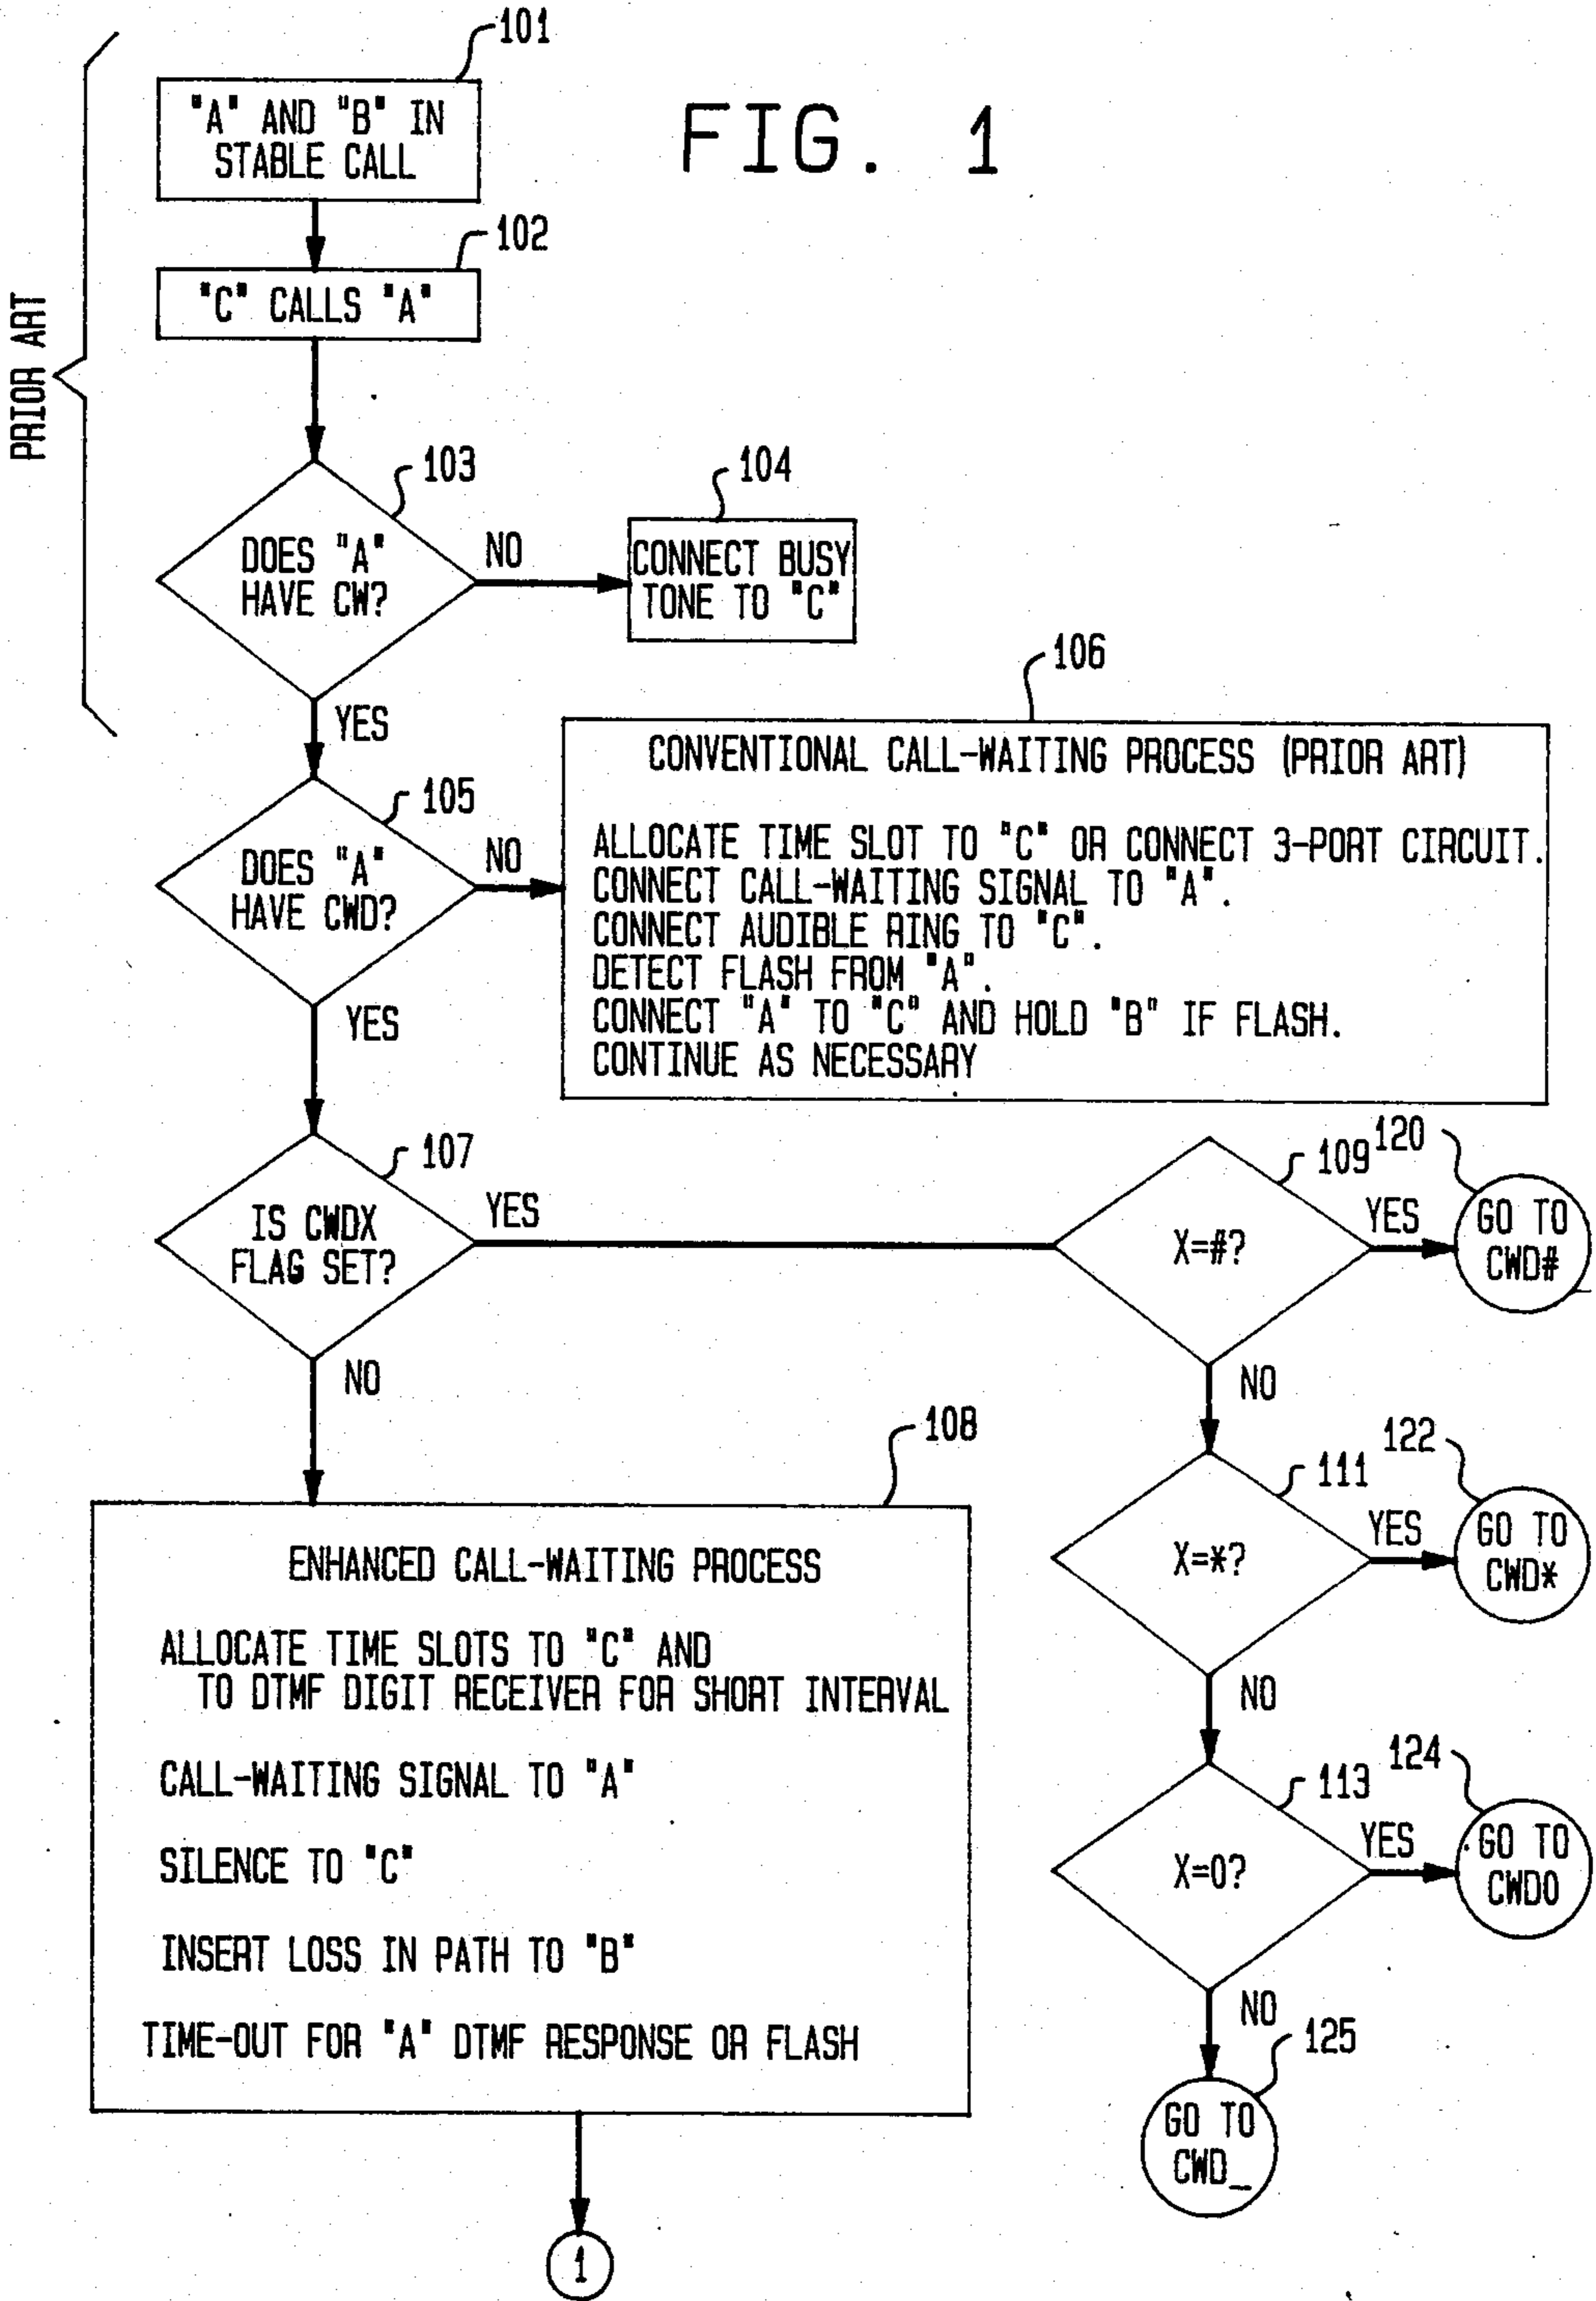 FIG. 1
PRIOR ART
101
"A" AND "B" IN
STABLE CALL
102
"C" CALLS "A"
103
DOES "A"
HAVE CW?
NO
104
CONNECT BUSY
TONE TO "C"
YES
105
DOES "A"
HAVE CWD?
NO
106
CONVENTIONAL CALL-WAITING PROCESS (PRIOR ART)
ALLOCATE TIME SLOT TO "C" OR CONNECT 3-PORT CIRCUIT.
CONNECT CALL-WAITING SIGNAL TO "A".
CONNECT AUDIBLE RING TO "C".
DETECT FLASH FROM "A".
CONNECT "A" TO "C" AND HOLD "B" IF FLASH.
CONTINUE AS NECESSARY
YES
107
IS CWDX
FLAG SET?
YES
109
X=#?
YES
120
GO TO
CWD#
NO
111
X=*?
YES
122
GO TO
CWD*
NO
113
X=0?
YES
124
GO TO
CWD0
NO
125
GO TO
CWD_
NO
108
ENHANCED CALL-WAITING PROCESS
ALLOCATE TIME SLOTS TO "C" AND
TO DTMF DIGIT RECEIVER FOR SHORT INTERVAL
CALL-WAITING SIGNAL TO "A"
SILENCE TO "C"
INSERT LOSS IN PATH TO "B"
TIME-OUT FOR "A" DTMF RESPONSE OR FLASH
1